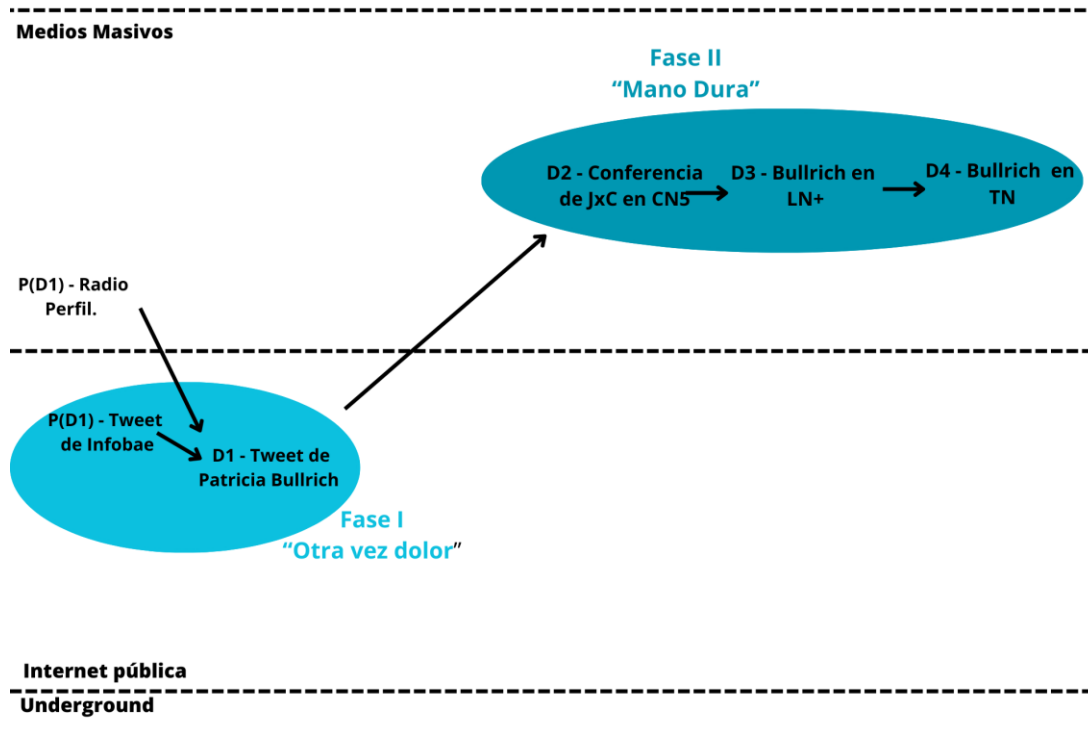 Medios Masivos
Fase II
“Mano Dura”
D2 - Conferencia
de JxC en CN5
D3 - Bullrich en
LN+
D4 - Bullrich en
TN
P(D1) - Radio
Perfil.
P(D1) - Tweet
de Infobae
D1 - Tweet de
Patricia Bullrich
Fase I
“Otra vez dolor”
Internet pública
Underground